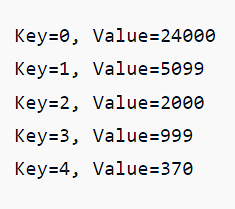 Key=0, Value=24000
Key=1, Value=5099
Key=2, Value=2000
Key=3, Value=999
Key=4, Value=370